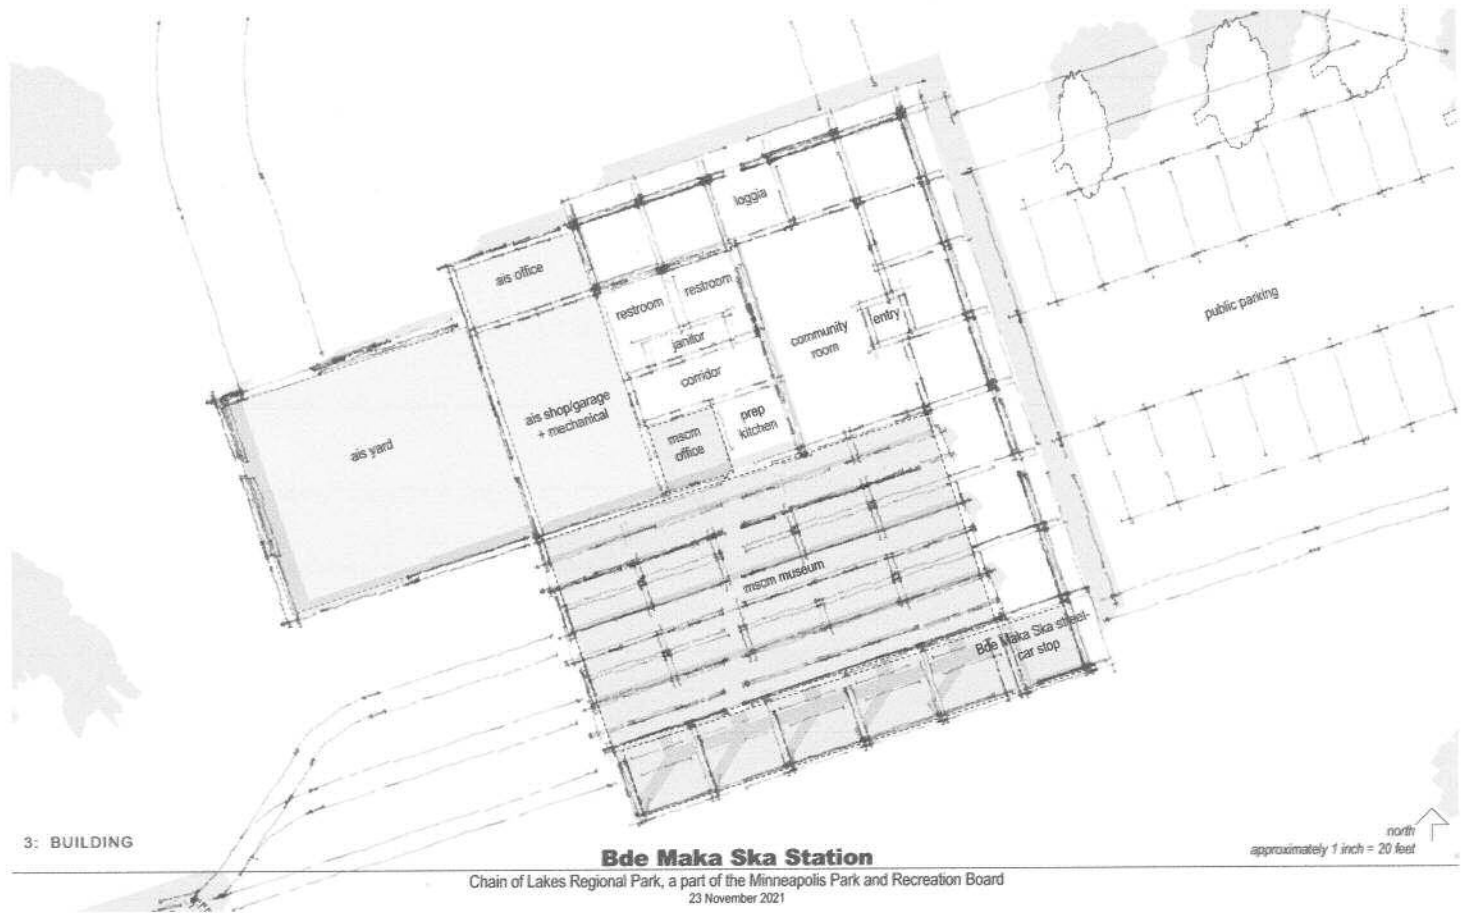 loggia
ais office
restroom
restroom
public parking
entry
community
room
janitor
corridor
ais shop/garage
+ mechanical
prep
kitchen
mscm
office
ais yard
mscm museum
Bde Maka Ska street-
car stop
3: BUILDING
north
approximately 1 inch = 20 feet
Bde Maka Ska Station
Chain of Lakes Regional Park, a part of the Minneapolis Park and Recreation Board
23 November 2021